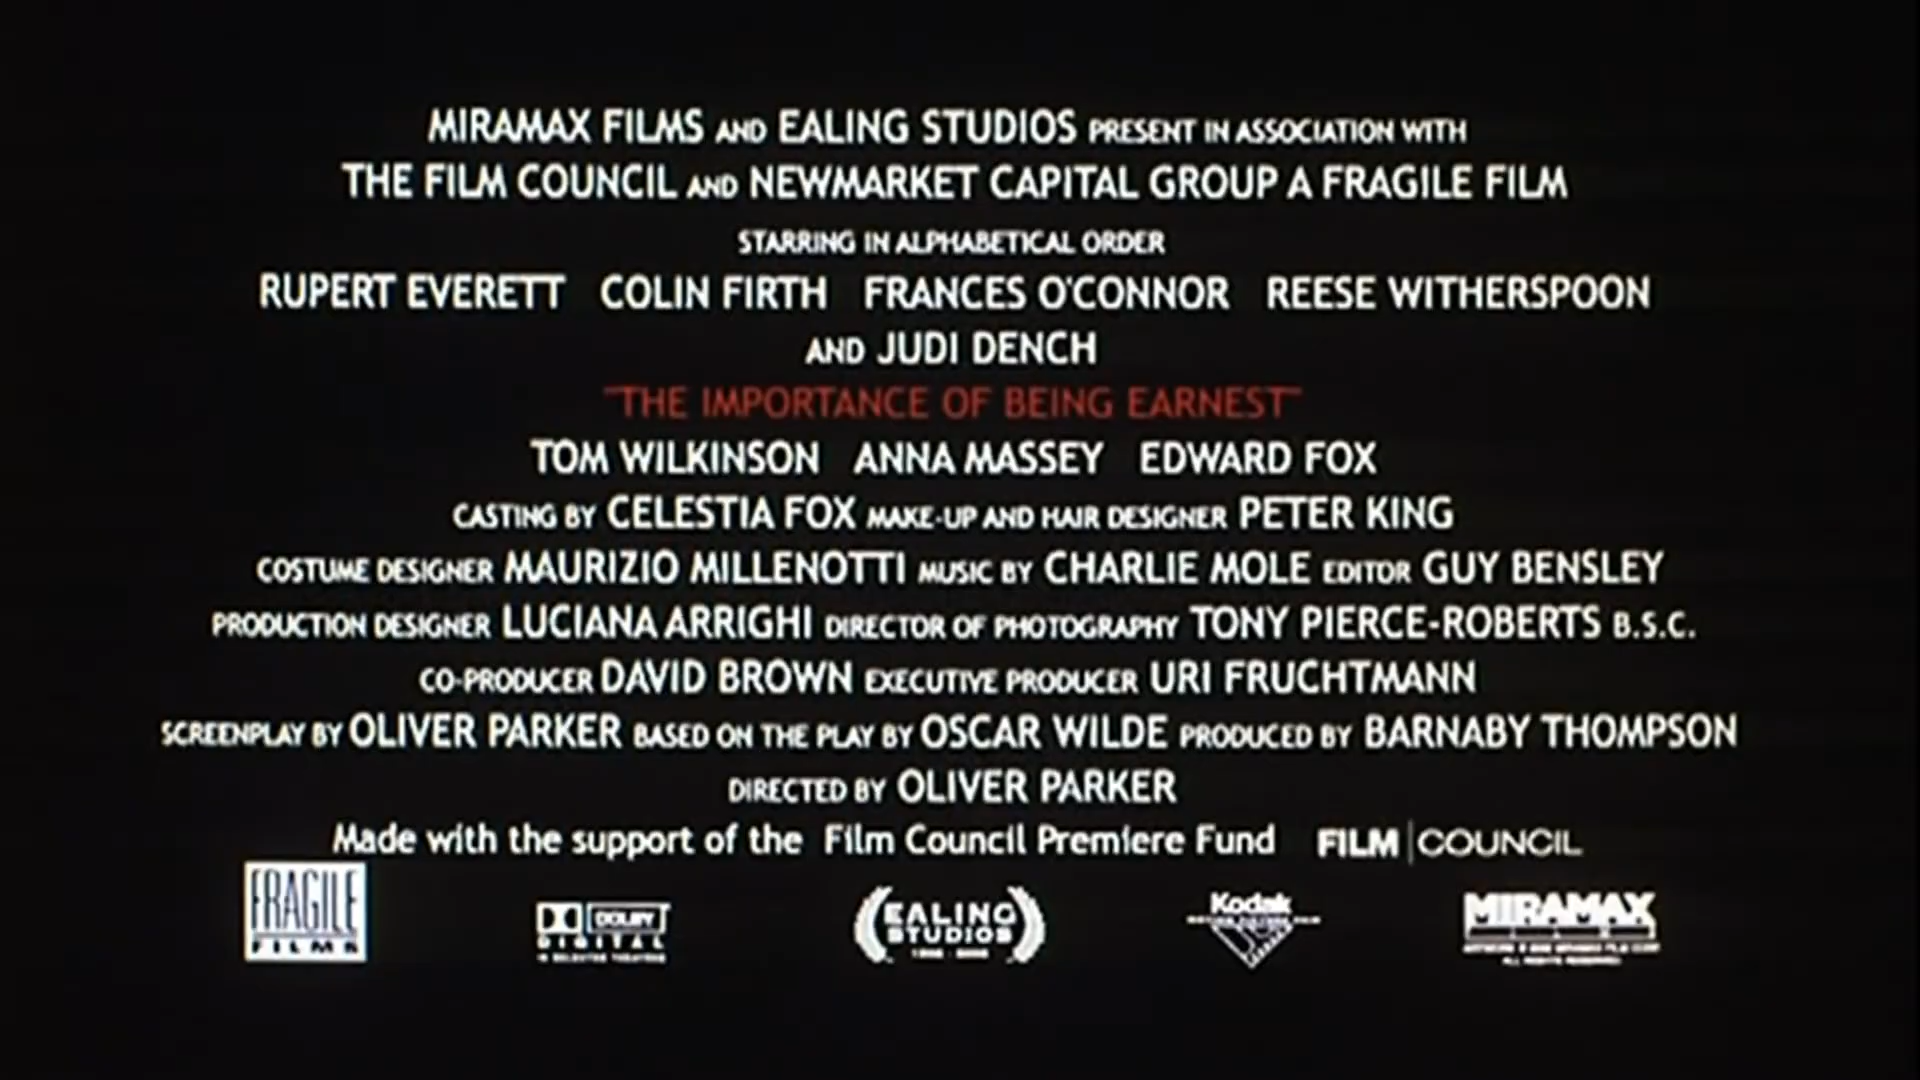 MIRAMAX FILMS AND EALING STUDIOS PRESENT IN ASSOCIATION WITH
THE FILM COUNCIL AND NEWMARKET CAPITAL GROUP A FRAGILE FILM
STARRING IN ALPHABETICAL ORDER
RUPERT EVERETT COLIN FIRTH FRANCES O'CONNOR REESE WITHERSPOON
AND JUDI DENCH
"THE IMPORTANCE OF BEING EARNEST"
TOM WILKINSON ANNA MASSEY EDWARD FOX
CASTING BY CELESTIA FOX MAKE-UP AND HAIR DESIGNER PETER KING
COSTUME DESIGNER MAURIZIO MILLENOTTI MUSIC BY CHARLIE MOLE EDITOR GUY BENSLEY
PRODUCTION DESIGNER LUCIANA ARRIGHI DIRECTOR OF PHOTOGRAPHY TONY PIERCE-ROBERTS B.S.C.
CO-PRODUCER DAVID BROWN EXECUTIVE PRODUCER URI FRUCHTMANN
SCREENPLAY BY OLIVER PARKER BASED ON THE PLAY BY OSCAR WILDE PRODUCED BY BARNABY THOMPSON
DIRECTED BY OLIVER PARKER
Made with the support of the Film Council Premiere Fund FILM COUNCIL
FRAGILE
FILMS
DOLBY
DIGITAL
IN SELECTED THEATRES
EALING
STUDIOS
Kodak
MIRAMAX
ALL RIGHTS RESERVED